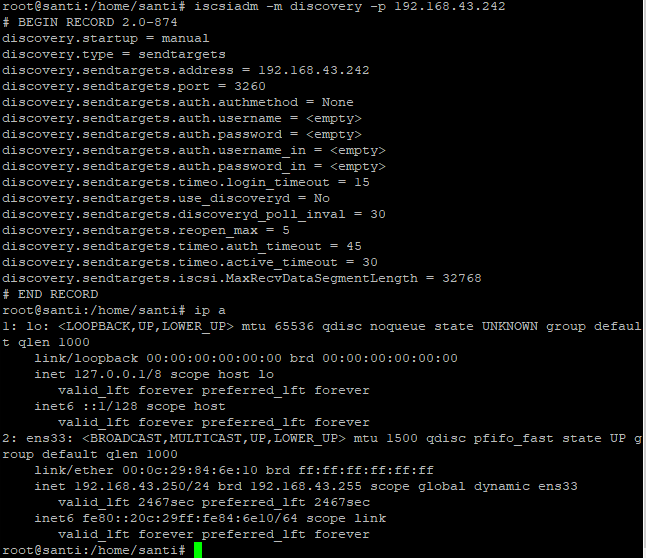 root@santi:/home/santi# iscsiadm -m discovery -p 192.168.43.242
# BEGIN RECORD 2.0-874
discovery.startup = manual
discovery.type = sendtargets
discovery.sendtargets.address = 192.168.43.242
discovery.sendtargets.port = 3260
discovery.sendtargets.auth.authmethod = None
discovery.sendtargets.auth.username = <empty>
discovery.sendtargets.auth.password = <empty>
discovery.sendtargets.auth.username_in = <empty>
discovery.sendtargets.auth.password_in = <empty>
discovery.sendtargets.timeo.login_timeout = 15
discovery.sendtargets.use_discoveryd = No
discovery.sendtargets.discoveryd_poll_inval = 30
discovery.sendtargets.reopen_max = 5
discovery.sendtargets.timeo.auth_timeout = 45
discovery.sendtargets.timeo.active_timeout = 30
discovery.sendtargets.iscsi.MaxRecvDataSegmentLength = 32768
# END RECORD
root@santi:/home/santi# ip a
1: lo: <LOOPBACK,UP,LOWER_UP> mtu 65536 qdisc noqueue state UNKNOWN group defaul
t qlen 1000
    link/loopback 00:00:00:00:00:00 brd 00:00:00:00:00:00
    inet 127.0.0.1/8 scope host lo
       valid_lft forever preferred_lft forever
    inet6 ::1/128 scope host
       valid_lft forever preferred_lft forever
2: ens33: <BROADCAST,MULTICAST,UP,LOWER_UP> mtu 1500 qdisc pfifo_fast state UP g
roup default qlen 1000
    link/ether 00:0c:29:84:6e:10 brd ff:ff:ff:ff:ff:ff
    inet 192.168.43.250/24 brd 192.168.43.255 scope global dynamic ens33
       valid_lft 2467sec preferred_lft 2467sec
    inet6 fe80::20c:29ff:fe84:6e10/64 scope link
       valid_lft forever preferred_lft forever
root@santi:/home/santi#